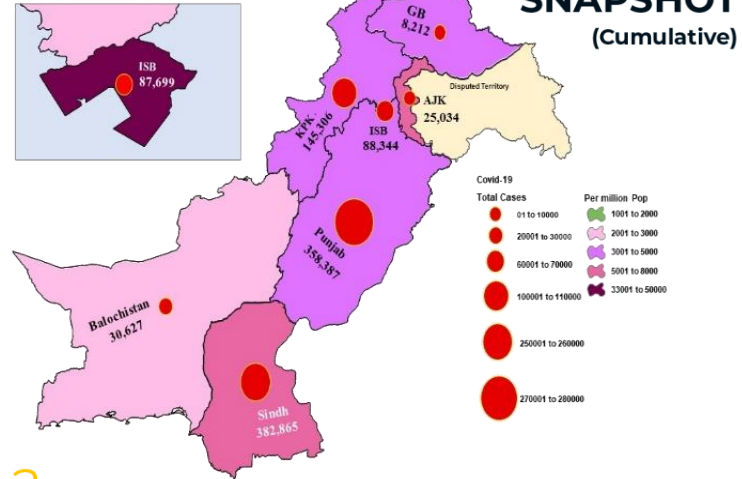 SNAPSHOT
(Cumulative)
ISB
87,699
GB
8,212
Disputed Territory
AJK
25,034
KPK
145,306
ISB
88,344
Punjab
358,387
Balochistan
30,627
Sindh
382,865
Covid-19
Total Cases
01 to 10000
20001 to 30000
60001 to 70000
100001 to 110000
250001 to 260000
270001 to 280000
Per million Pop
1001 to 2000
2001 to 3000
3001 to 5000
5001 to 8000
33001 to 50000